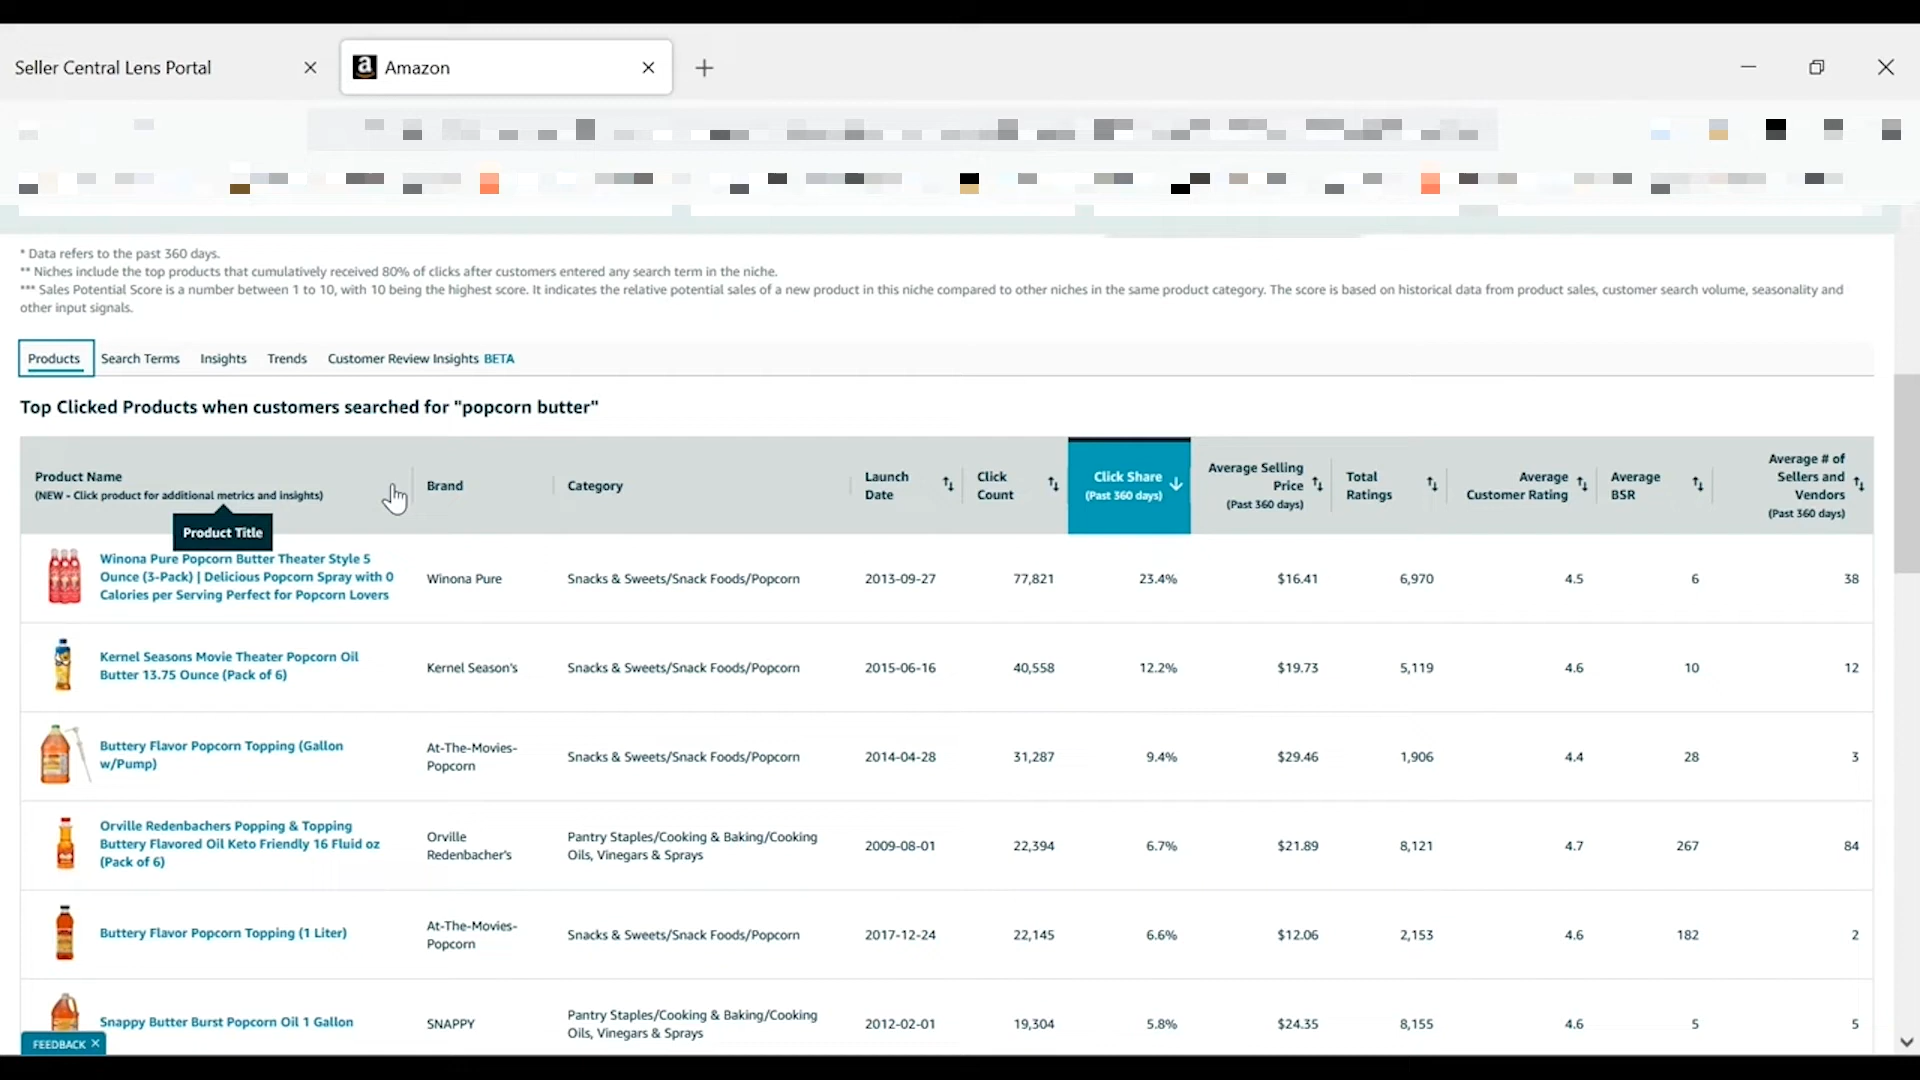 Seller Central Lens Portal
Amazon
* Data refers to the past 360 days.
** Niches include the top products that cumulatively received 80% of clicks after customers entered any search term in the niche.
*** Sales Potential Score is a number between 1 to 10, with 10 being the highest score. It indicates the relative potential sales of a new product in this niche compared to other niches in the same product category. The score is based on historical data from product sales, customer search volume, seasonality and
other input signals.
Products Search Terms Insights Trends Customer Review Insights BETA
Top Clicked Products when customers searched for "popcorn butter"
Product Name
(NEW - Click product for additional metrics and insights)
Product Title
Brand
Category
Launch
Date
Click
Count
Click Share
(Past 360 days)
Average Selling
Price
(Past 360 days)
Total
Ratings
Average
Customer Rating
Average
BSR
Average # of
Sellers and
Vendors
(Past 360 days)
Winona Pure Popcorn Butter Theater Style 5
Ounce (3-Pack) | Delicious Popcorn Spray with 0
Calories per Serving Perfect for Popcorn Lovers
Winona Pure
Snacks & Sweets/Snack Foods/Popcorn
2013-09-27
77,821
23.4%
$16.41
6,970
4.5
6
38
Kernel Seasons Movie Theater Popcorn Oil
Butter 13.75 Ounce (Pack of 6)
Kernel Season's
Snacks & Sweets/Snack Foods/Popcorn
2015-06-16
40,558
12.2%
$19.73
5,119
4.6
10
12
Buttery Flavor Popcorn Topping (Gallon
w/Pump)
At-The-Movies-
Popcorn
Snacks & Sweets/Snack Foods/Popcorn
2014-04-28
31,287
9.4%
$29.46
1,906
4.4
28
3
Orville Redenbachers Popping & Topping
Buttery Flavored Oil Keto Friendly 16 Fluid oz
(Pack of 6)
Orville
Redenbacher's
Pantry Staples/Cooking & Baking/Cooking
Oils, Vinegars & Sprays
2009-08-01
22,394
6.7%
$21.89
8,121
4.7
267
84
Buttery Flavor Popcorn Topping (1 Liter)
At-The-Movies-
Popcorn
Snacks & Sweets/Snack Foods/Popcorn
2017-12-24
22,145
6.6%
$12.06
2,153
4.6
182
2
Snappy Butter Burst Popcorn Oil 1 Gallon
SNAPPY
Pantry Staples/Cooking & Baking/Cooking
Oils, Vinegars & Sprays
2012-02-01
19,304
5.8%
$24.35
8,155
4.6
5
5
FEEDBACK